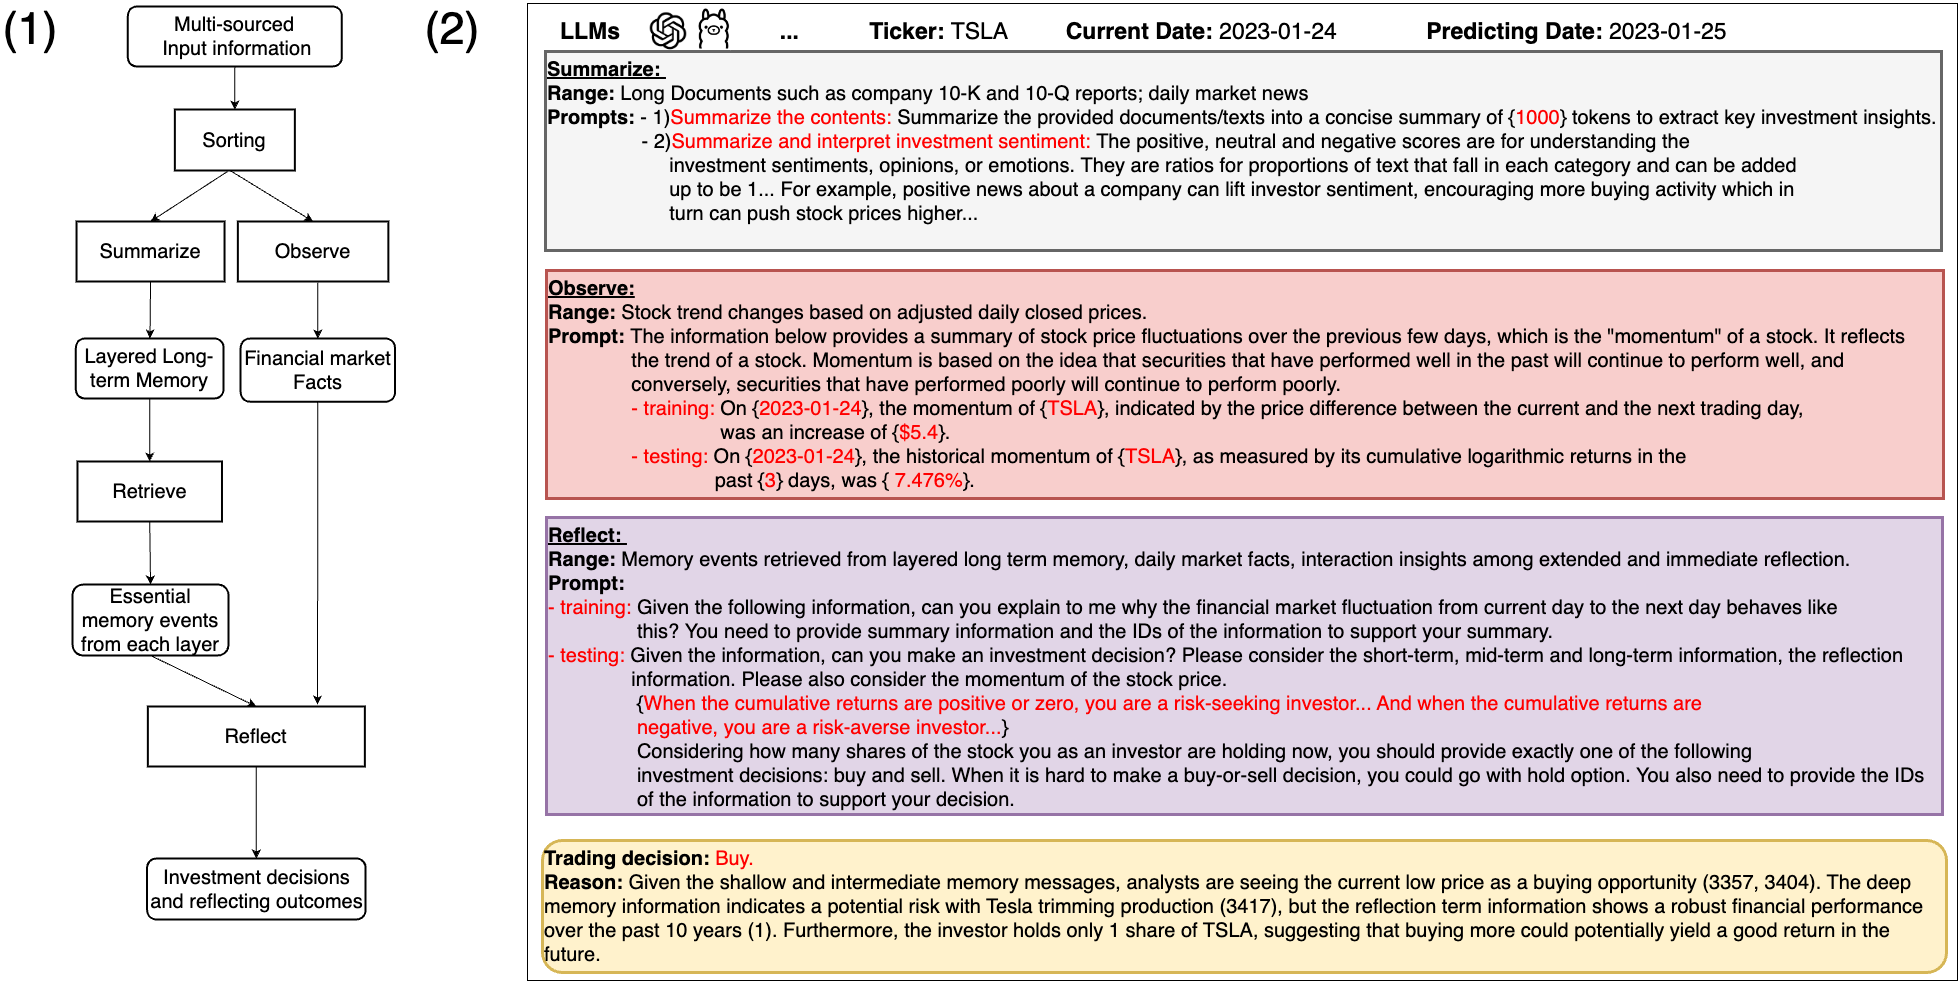 (1)
Multi-sourced
Input information
Sorting
Summarize
Observe
Layered Long-
term Memory
Financial market
Facts
Retrieve
Essential
memory events
from each layer
Reflect
Investment decisions
and reflecting outcomes
(2)
LLMs ... Ticker: TSLA Current Date: 2023-01-24 Predicting Date: 2023-01-25
Summarize:
Range: Long Documents such as company 10-K and 10-Q reports; daily market news
Prompts: - 1)Summarize the contents: Summarize the provided documents/texts into a concise summary of {1000} tokens to extract key investment insights.
- 2)Summarize and interpret investment sentiment: The positive, neutral and negative scores are for understanding the
investment sentiments, opinions, or emotions. They are ratios for proportions of text that fall in each category and can be added
up to be 1... For example, positive news about a company can lift investor sentiment, encouraging more buying activity which in
turn can push stock prices higher...
Observe:
Range: Stock trend changes based on adjusted daily closed prices.
Prompt: The information below provides a summary of stock price fluctuations over the previous few days, which is the "momentum" of a stock. It reflects
the trend of a stock. Momentum is based on the idea that securities that have performed well in the past will continue to perform well, and
conversely, securities that have performed poorly will continue to perform poorly.
- training: On {2023-01-24}, the momentum of {TSLA}, indicated by the price difference between the current and the next trading day,
was an increase of {$5.4}.
- testing: On {2023-01-24}, the historical momentum of {TSLA}, as measured by its cumulative logarithmic returns in the
past {3} days, was { 7.476%}.
Reflect:
Range: Memory events retrieved from layered long term memory, daily market facts, interaction insights among extended and immediate reflection.
Prompt:
- training: Given the following information, can you explain to me why the financial market fluctuation from current day to the next day behaves like
this? You need to provide summary information and the IDs of the information to support your summary.
- testing: Given the information, can you make an investment decision? Please consider the short-term, mid-term and long-term information, the reflection
information. Please also consider the momentum of the stock price.
{When the cumulative returns are positive or zero, you are a risk-seeking investor... And when the cumulative returns are
negative, you are a risk-averse investor...}
Considering how many shares of the stock you as an investor are holding now, you should provide exactly one of the following
investment decisions: buy and sell. When it is hard to make a buy-or-sell decision, you could go with hold option. You also need to provide the IDs
of the information to support your decision.
Trading decision: Buy.
Reason: Given the shallow and intermediate memory messages, analysts are seeing the current low price as a buying opportunity (3357, 3404). The deep
memory information indicates a potential risk with Tesla trimming production (3417), but the reflection term information shows a robust financial performance
over the past 10 years (1). Furthermore, the investor holds only 1 share of TSLA, suggesting that buying more could potentially yield a good return in the
future.